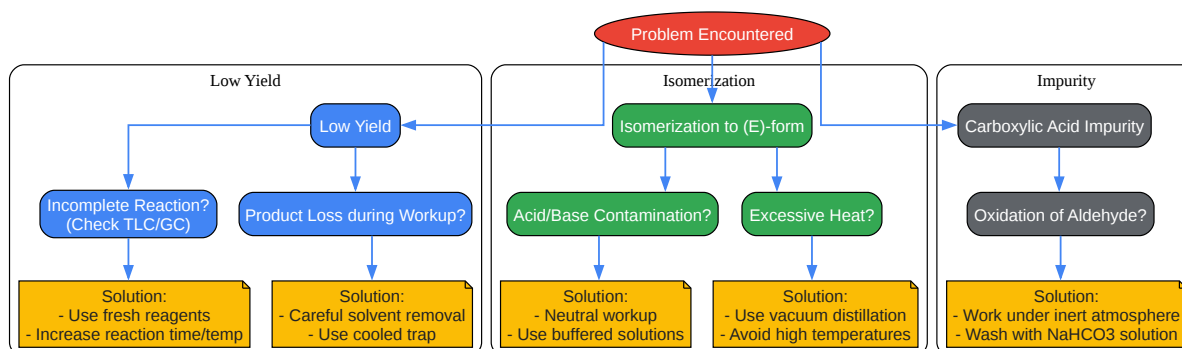 Problem Encountered
Low Yield
Isomerization
Impurity
Low Yield
Isomerization to (E)-form
Carboxylic Acid Impurity
Incomplete Reaction?
(Check TLC/GC)
Product Loss during Workup?
Acid/Base Contamination?
Excessive Heat?
Oxidation of Aldehyde?
Solution:
- Use fresh reagents
- Increase reaction time/temp
Solution:
- Careful solvent removal
- Use cooled trap
Solution:
- Neutral workup
- Use buffered solutions
Solution:
- Use vacuum distillation
- Avoid high temperatures
Solution:
- Work under inert atmosphere
- Wash with NaHCO3 solution